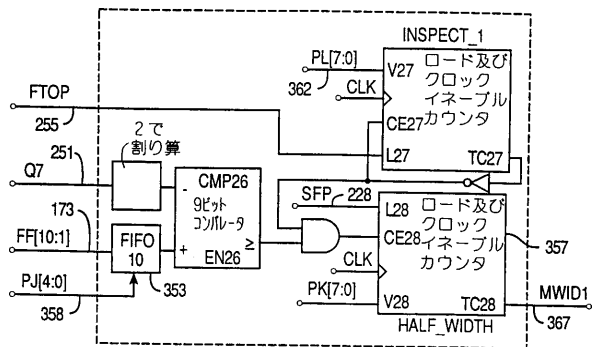 INSPECT_1
PL[7:0]
362
V27
ロード及び
クロック
イネーブル
カウンタ
CLK
CE27
L27
TC27
FTOP
255
2で
割り算
Q7
251
-
CMP26
9ビット
コンパレータ
≥
+
EN26
FF[10:1]
173
FIFO
10
353
PJ[4:0]
358
SFP
228
L28
ロード及び
クロック
イネーブル
カウンタ
CE28
357
CLK
PK[7:0]
V28
TC28
MWID1
367
HALF_WIDTH